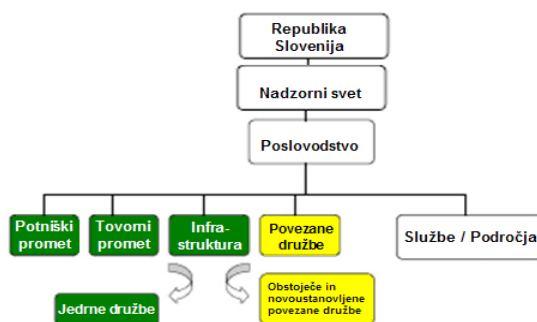 Republika
Slovenija
Nadzorni svet
Poslovodstvo
Potniški
promet
Tovorni
promet
Infra-
struktura
Povezane
družbe
Službe / Področja
Jedrne družbe
Obstoječe in
novoustanovljene
povezane družbe